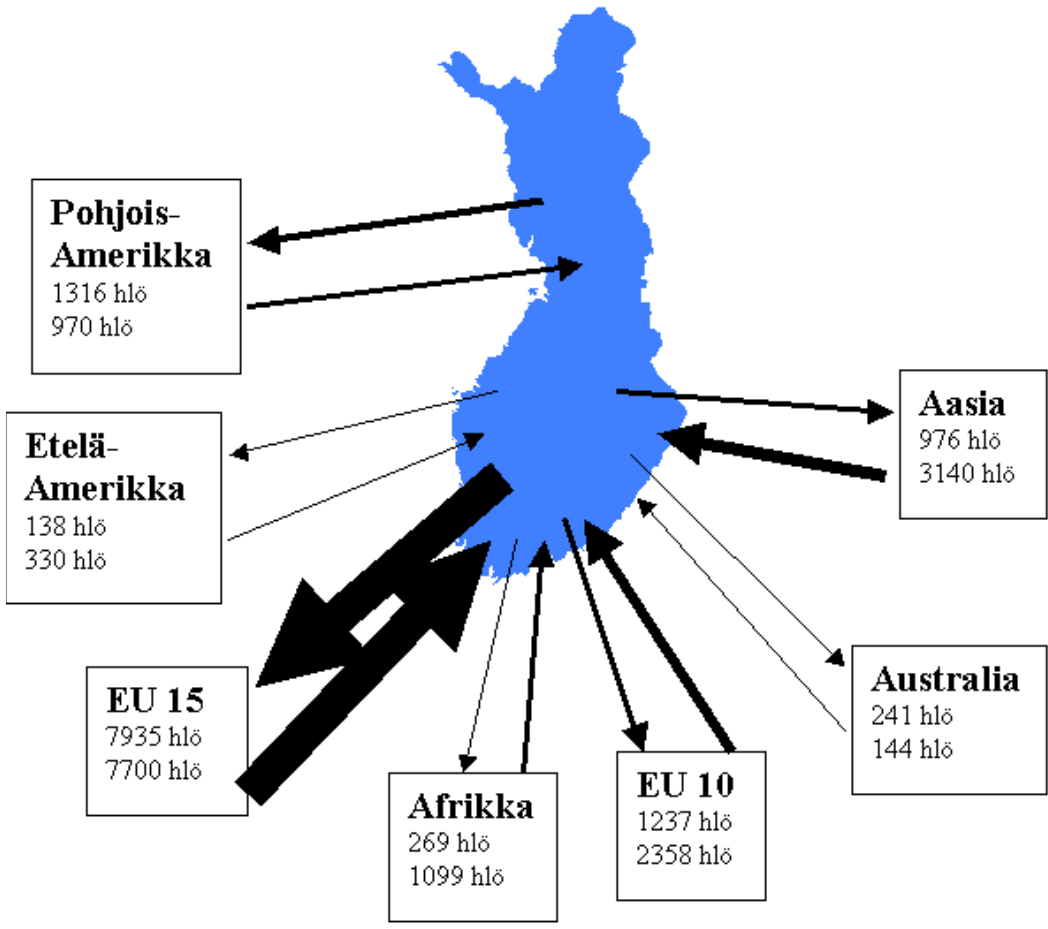 Pohjois-
Amerikka
1316 hlö
970 hlö
Aasia
976 hlö
3140 hlö
Etelä-
Amerikka
138 hlö
330 hlö
EU 15
7935 hlö
7700 hlö
Afrikka
269 hlö
1099 hlö
EU 10
1237 hlö
2358 hlö
Australia
241 hlö
144 hlö